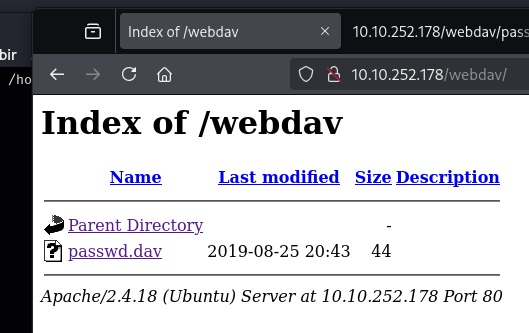 Index of /webdav
10.10.252.178/webdav/pass
bir
/ho
10.10.252.178/webdav/
Index of /webdav
Name Last modified Size Description
Parent Directory -
passwd.dav 2019-08-25 20:43 44
Apache/2.4.18 (Ubuntu) Server at 10.10.252.178 Port 80